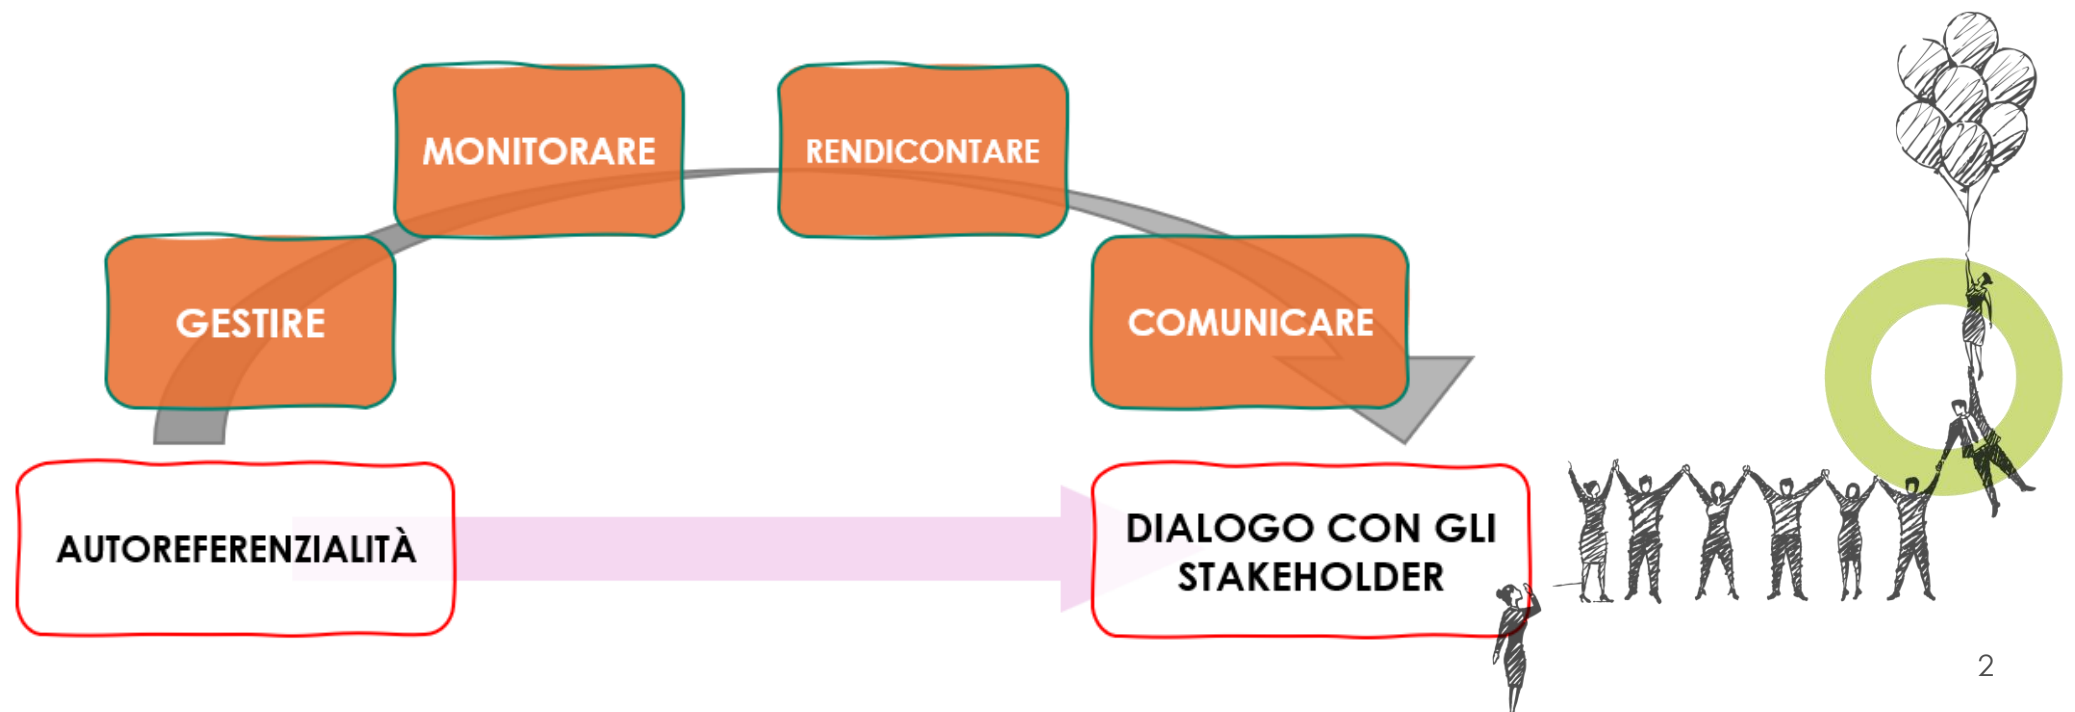 MONITORARE
RENDICONTARE
GESTIRE
COMUNICARE
AUTOREFERENZIALITÀ
DIALOGO CON GLI
STAKEHOLDER
2